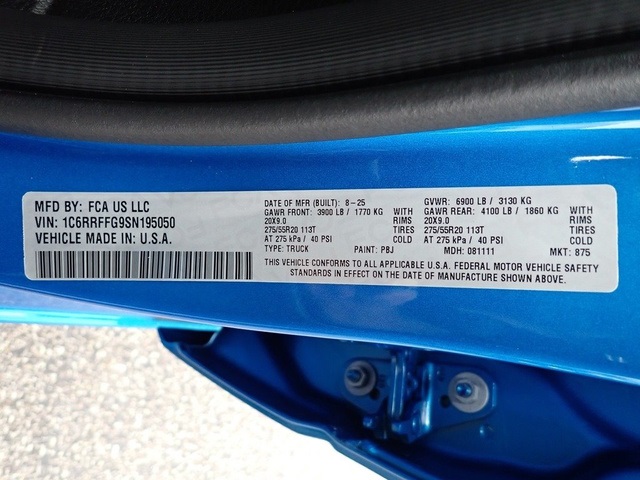 MFD BY: FCA US LLC
VIN: 1C6RRFFG9SN195050
VEHICLE MADE IN: U.S.A.
DATE OF MFR (BUILT): 8-25 GVWR: 6900 LB / 3130 KG
GAWR FRONT: 3900 LB / 1770 KG WITH GAWR REAR: 4100 LB / 1860 KG WITH
20X9.0 RIMS 20X9.0 RIMS
275/55R20 113T TIRES 275/55R20 113T TIRES
AT 275 kPa / 40 PSI AT 275 kPa / 40 PSI COLD
TYPE: TRUCK PAINT: PBJ MDH: 081111 MKT: 875
THIS VEHICLE CONFORMS TO ALL APPLICABLE U.S.A. FEDERAL MOTOR VEHICLE SAFETY
STANDARDS IN EFFECT ON THE DATE OF MANUFACTURE SHOWN ABOVE.